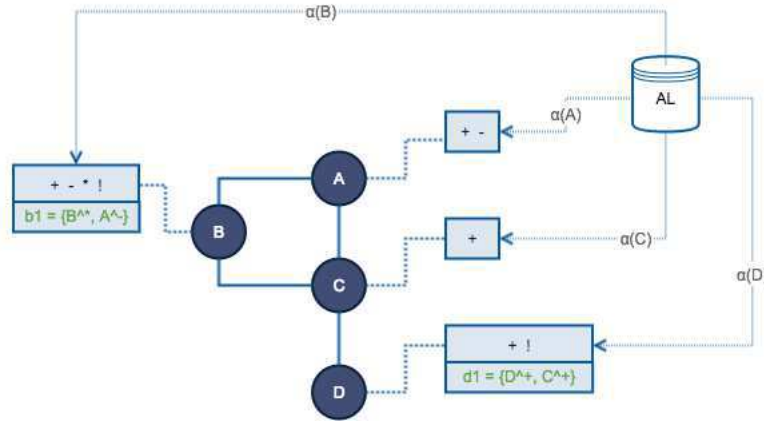 α(B)
AL
α(A)
+ -
A
+ - * !
b1 = {B^*, A^-}
B
+
α(C)
C
α(D
+ !
d1 = {D^+, C^+}
D